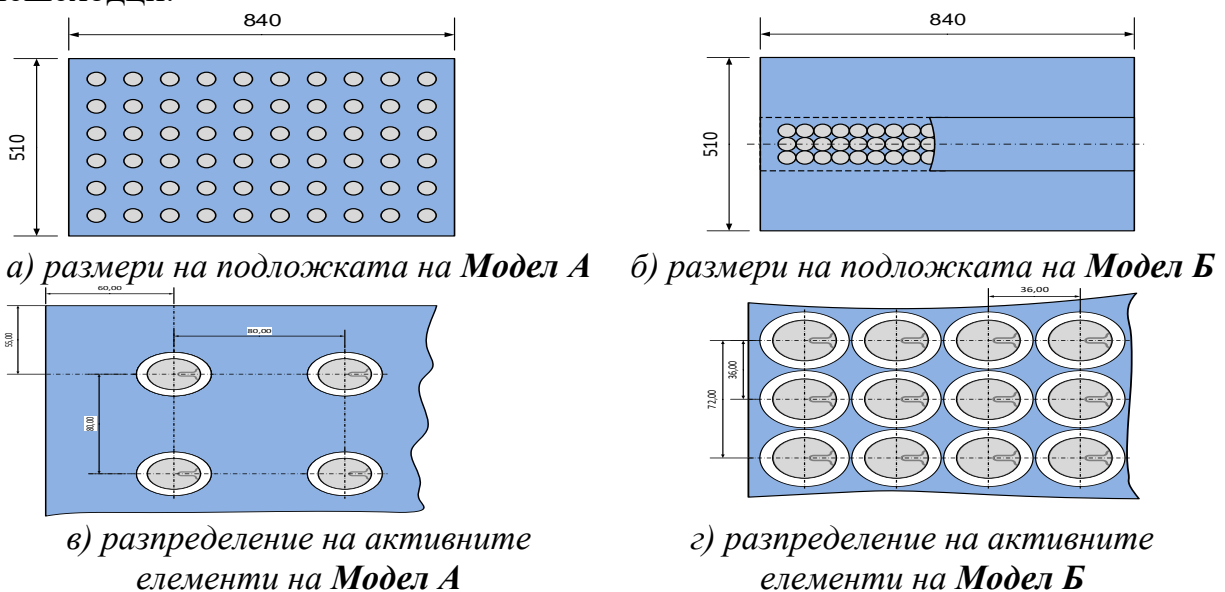 840
510
840
510
а) размери на подложката на Модел А
б) размери на подложката на Модел Б
60,00
55,00
80,00
80,00
36,00
36,00
72,00
в) разпределение на активните
елементи на Модел А
г) разпределение на активните
елементи на Модел Б